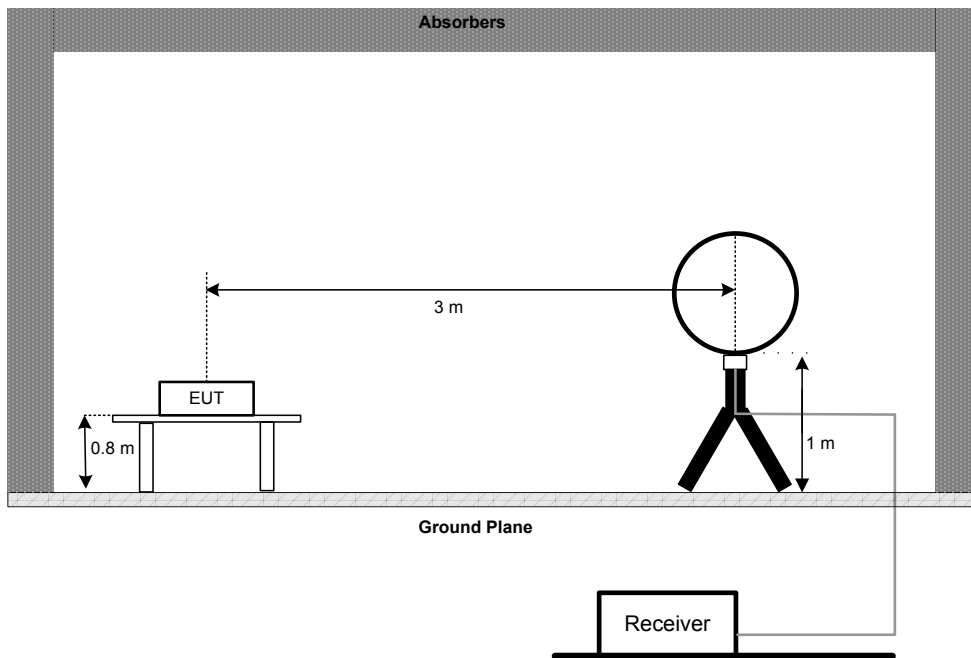 Absorbers
3 m
EUT
0.8 m
1 m
Ground Plane
Receiver